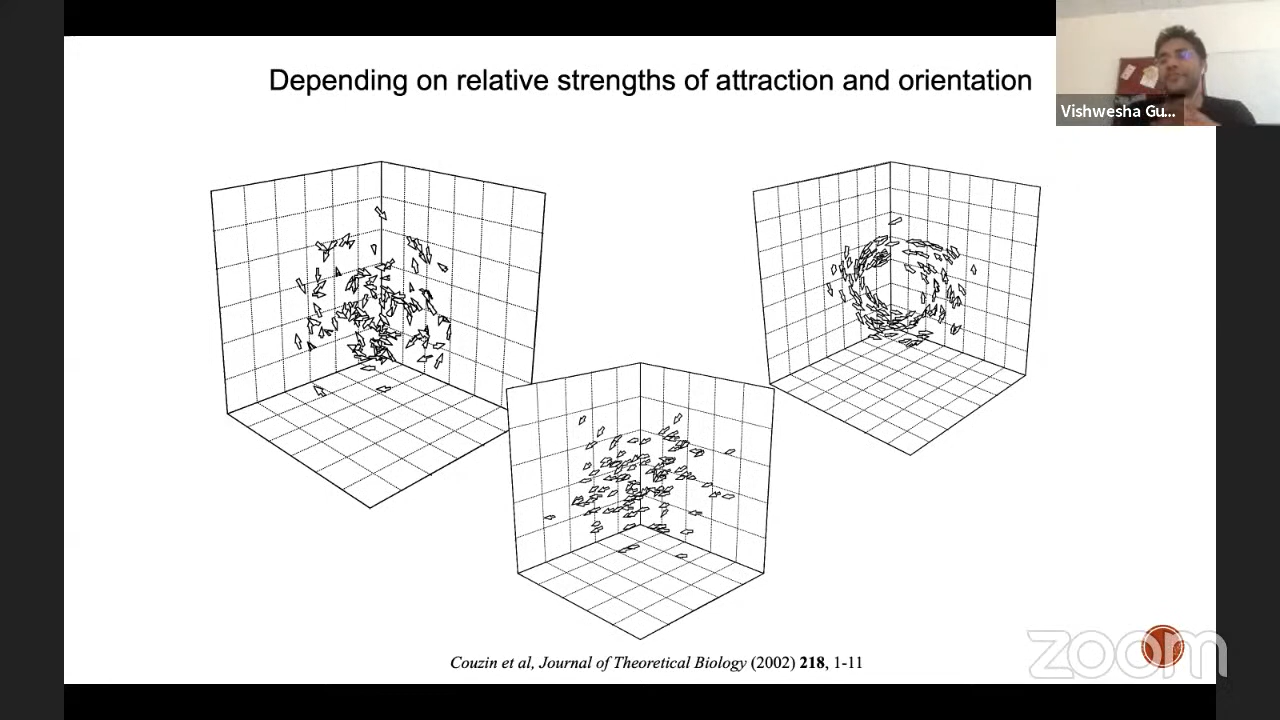 Depending on relative strengths of attraction and orientation
Vishwesha Gu...
Couzin et al, Journal of Theoretical Biology (2002) 218, 1-11
zoom